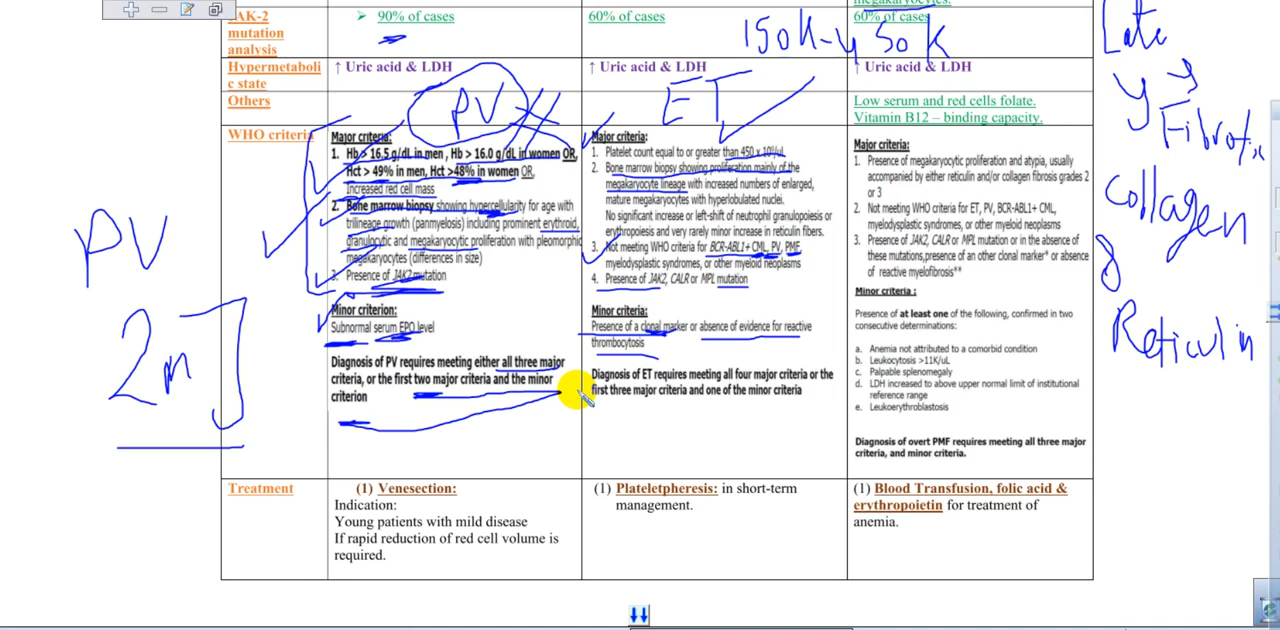 megakaryocytes.
JAK-2 mutation analysis
➢ 90% of cases
60% of cases
60% of cases
150K-450K
Late
Fibrotic
Collagen
&
Reticulin
Hypermetaboli
c state
↑ Uric acid & LDH
↑ Uric acid & LDH
↑ Uric acid & LDH
Others
Low serum and red cells folate.
Vitamin B12 – binding capacity.
PV
ET
WHO criteria
Major criteria:
1. Hb > 16.5 g/dL in men , Hb > 16.0 g/dL in women OR,
Hct > 49% in men, Hct > 48% in women OR
Increased red cell mass
2. Bone marrow biopsy showing hypercellularity for age with
trilineage growth (panmyelosis) including prominent erythroid,
granulocytic and megakaryocytic proliferation with pleomorphic
megakaryocytes (differences in size)
3. Presence of JAK2 mutation
Minor criterion:
Subnormal serum EPO level
Diagnosis of PV requires meeting either all three major
criteria, or the first two major criteria and the minor
criterion
Major criteria:
1. Platelet count equal to or greater than 450 x 10⁹/L
2. Bone marrow biopsy showing proliferation mainly of the
megakaryocyte lineage with increased numbers of enlarged,
mature megakaryocytes with hyperlobulated nuclei.
No significant increase or left-shift of neutrophil granulopoiesis or
erythropoiesis and very rarely minor increase in reticulin fibers.
3. Not meeting WHO criteria for BCR-ABL1+ CML, PV, PMF
myelodysplastic syndromes, or other myeloid neoplasms
4. Presence of JAK2, CALR or MPL mutation
Minor criteria:
Presence of a clonal marker or absence of evidence for reactive
thrombocytosis
Diagnosis of ET requires meeting all four major criteria or the
first three major criteria and one of the minor criteria
Major criteria:
1. Presence of megakaryocytic proliferation and atypia, usually
accompanied by either reticulin and/or collagen fibrosis grades 2
or 3
2. Not meeting WHO criteria for ET, PV, BCR-ABL1+ CML,
myelodysplastic syndromes, or other myeloid neoplasms
3. Presence of JAK2, CALR or MPL mutation or in the absence of
these mutations,presence of an other clonal marker* or absence
of reactive myelofibrosis**
Minor criteria :
Presence of at least one of the following, confirmed in two
consecutive determinations:
a. Anemia not attributed to a comorbid condition
b. Leukocytosis >11K/uL
c. Palpable splenomegaly
d. LDH increased to above upper normal limit of institutional
reference range
e. Leukoerythroblastosis
Diagnosis of overt PMF requires meeting all three major
criteria, and minor criteria.
PV
2m
Treatment
(1) Venesection:
Indication:
Young patients with mild disease
If rapid reduction of red cell volume is
required.
(1) Plateletpheresis: in short-term
management.
(1) Blood Transfusion, folic acid &
erythropoietin for treatment of
anemia.